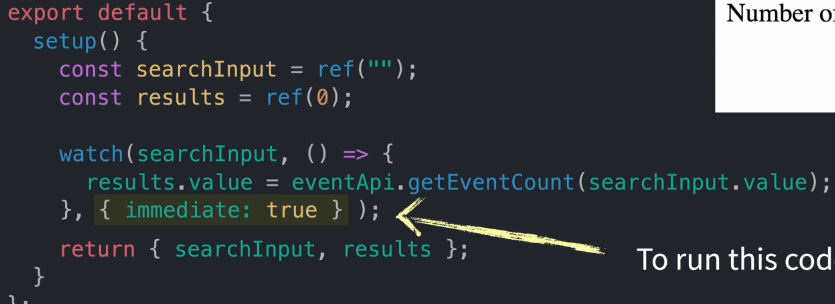 export default {
Number of
setup() {
const searchInput = ref("");
const results = ref(0);
watch(searchInput, () => {
results.value = eventApi.getEventCount(searchInput.value);
}, { immediate: true } );
return { searchInput, results };
To run this cod
}
};